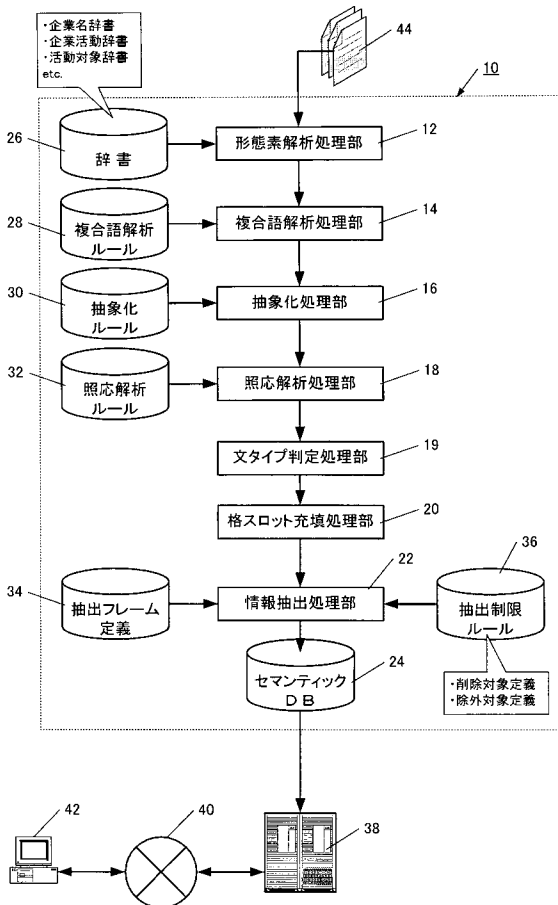 ・企業名辞書
・企業活動辞書
・活動対象辞書
etc.
44
10
26
辞書
形態素解析処理部
12
28
複合語解析
ルール
複合語解析処理部
14
30
抽象化
ルール
抽象化処理部
16
32
照応解析
ルール
照応解析処理部
18
文タイプ判定処理部
19
格スロット充填処理部
20
34
抽出フレーム
定義
情報抽出処理部
22
36
抽出制限
ルール
・削除対象定義
・除外対象定義
セマンティック
DB
24
42
40
38